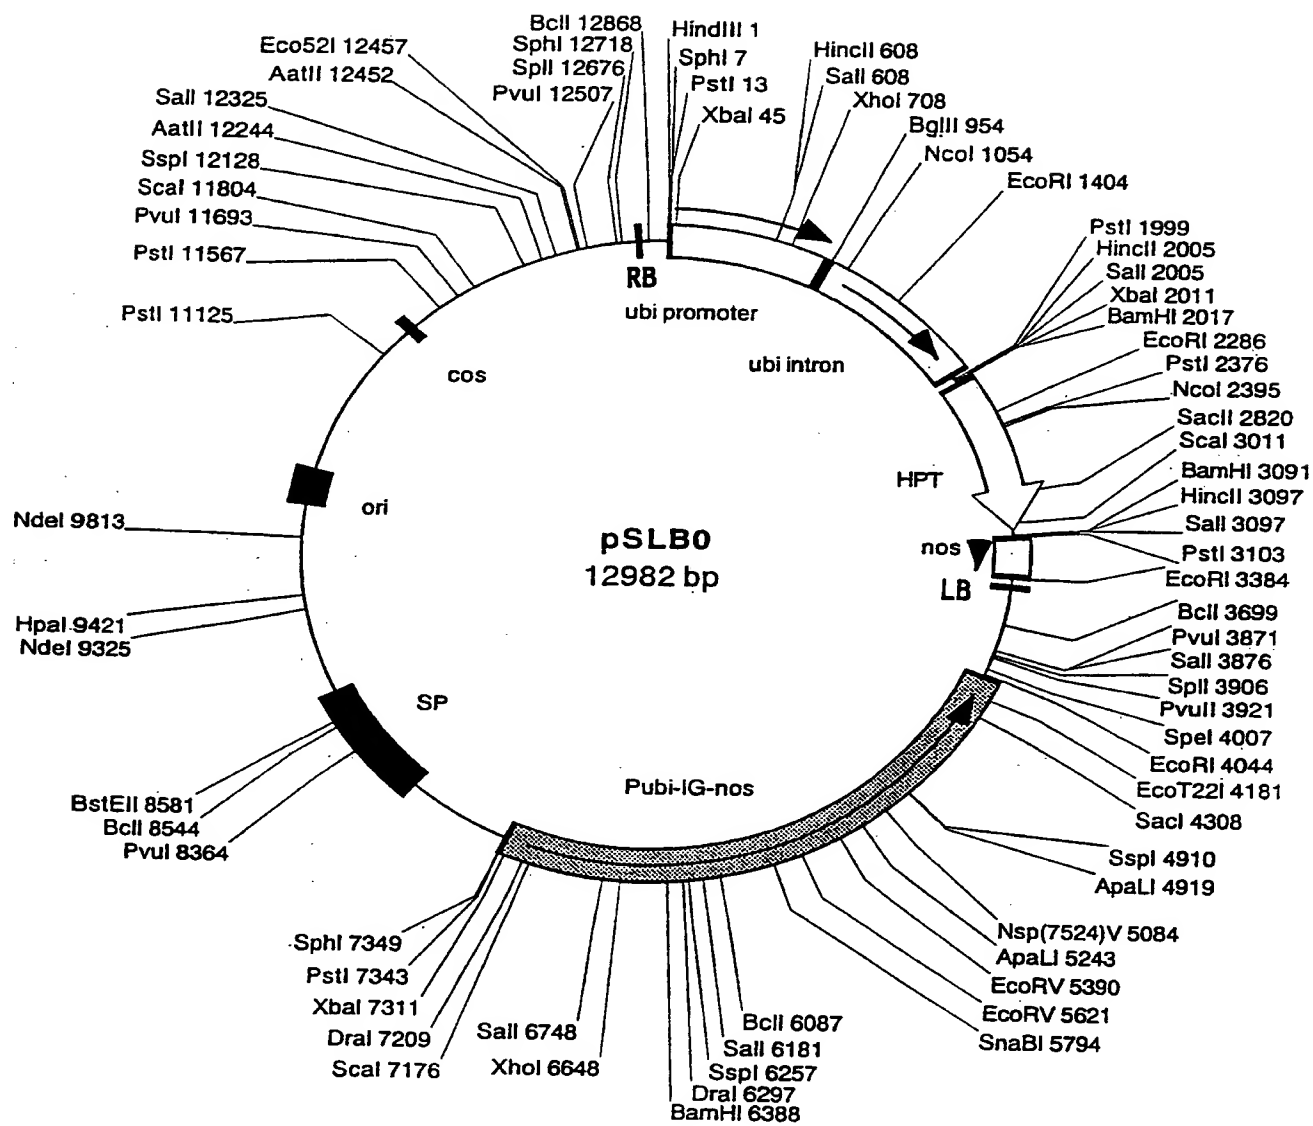 BclI 12868
SphI 12718
SplI 12676
PvuI 12507
Eco52I 12457
AatII 12452
SalI 12325
AatII 12244
SspI 12128
ScaI 11804
PvuI 11693
PstI 11567
PstI 11125
HindIII 1
SphI 7
PstI 13
XbaI 45
HincII 608
SalI 608
XhoI 708
BglII 954
NcoI 1054
EcoRI 1404
PstI 1999
HincII 2005
SalI 2005
XbaI 2011
BamHI 2017
EcoRI 2286
PstI 2376
NcoI 2395
SacII 2820
ScaI 3011
BamHI 3091
HincII 3097
SalI 3097
PstI 3103
EcoRI 3384
BclI 3699
PvuI 3871
SalI 3876
SplI 3906
PvuII 3921
SpeI 4007
EcoRI 4044
EcoT22I 4181
SacI 4308
SspI 4910
ApaLI 4919
Nsp(7524)V 5084
ApaLI 5243
EcoRV 5390
EcoRV 5621
SnaBI 5794
BclI 6087
SalI 6181
SspI 6257
DraI 6297
BamHI 6388
XhoI 6648
SalI 6748
ScaI 7176
DraI 7209
XbaI 7311
PstI 7343
SphI 7349
PvuI 8364
BclI 8544
BstEII 8581
NdeI 9325
HpaI 9421
NdeI 9813
RB
ubi promoter
ubi intron
cos
HPT
ori
pSLB0
12982 bp
nos
LB
SP
Pubi-IG-nos